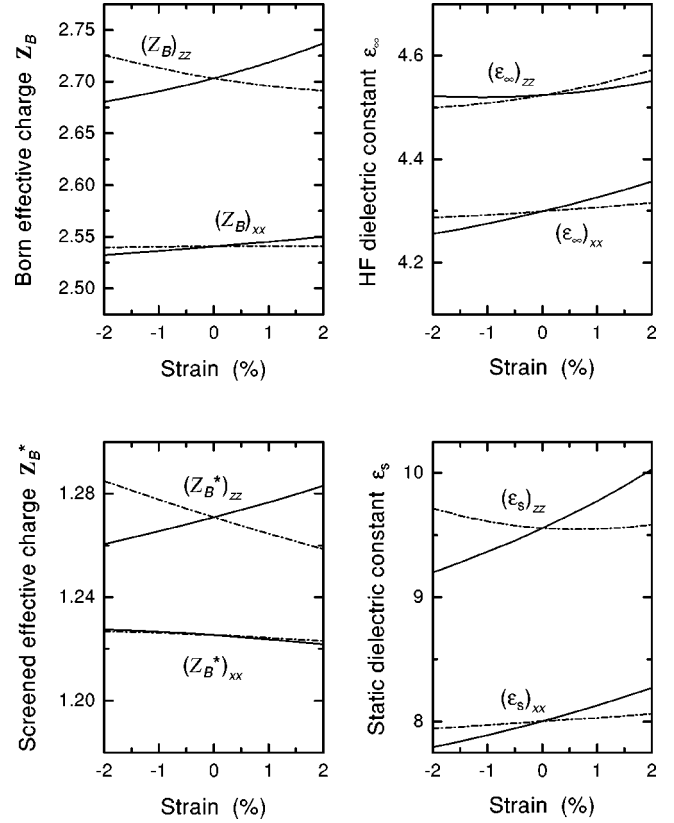 Born effective charge Z_B
2.75
2.70
2.65
2.60
2.55
2.50
(Z_B)_zz
(Z_B)_xx
-2 -1 0 1 2
Strain (%)
HF dielectric constant ε_∞
4.6
4.4
4.2
(ε_∞)_zz
(ε_∞)_xx
-2 -1 0 1 2
Strain (%)
Screened effective charge Z_B*
1.28
1.24
1.20
(Z_B*)_zz
(Z_B*)_xx
-2 -1 0 1 2
Strain (%)
Static dielectric constant ε_s
10
9
8
(ε_s)_zz
(ε_s)_xx
-2 -1 0 1 2
Strain (%)